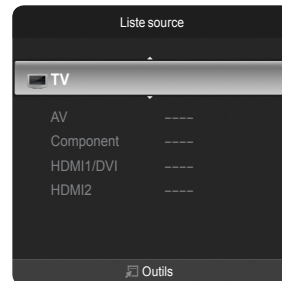 Liste source
TV
AV ----
Component ----
HDMI1/DVI ----
HDMI2 ----
Outils